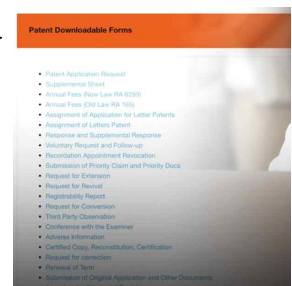 Patent Downloadable Forms
Patent Application Request
Supplemental Sheet
Annual Fees (New Law RA 8293)
Annual Fees (Old Law RA 165)
Assignment of Application for Letter Patents
Assignment of Letters Patent
Response and Supplemental Response
Voluntary Request and Follow-up
Recordation Appointment Revocation
Submission of Priority Claim and Priority Docs
Request for Extension
Request for Revival
Registrability Report
Request for Conversion
Third Party Observation
Conference with the Examiner
Adverse Information
Certified Copy, Reconstitution, Certification
Request for correction
Renewal of Term
Submission of Original Application and Other Documents